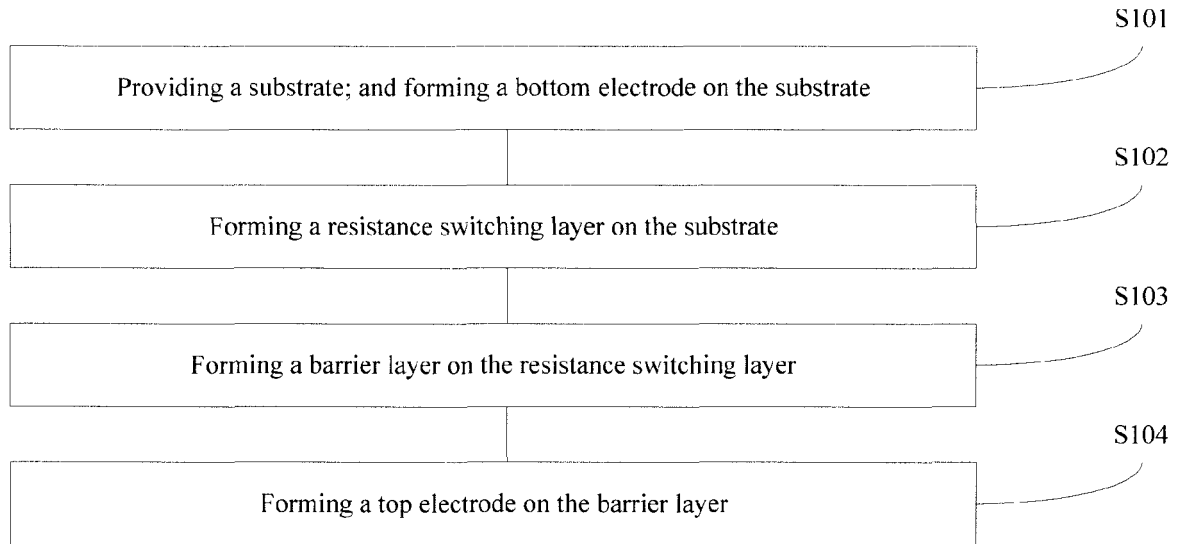 S101
Providing a substrate; and forming a bottom electrode on the substrate
S102
Forming a resistance switching layer on the substrate
S103
Forming a barrier layer on the resistance switching layer
S104
Forming a top electrode on the barrier layer